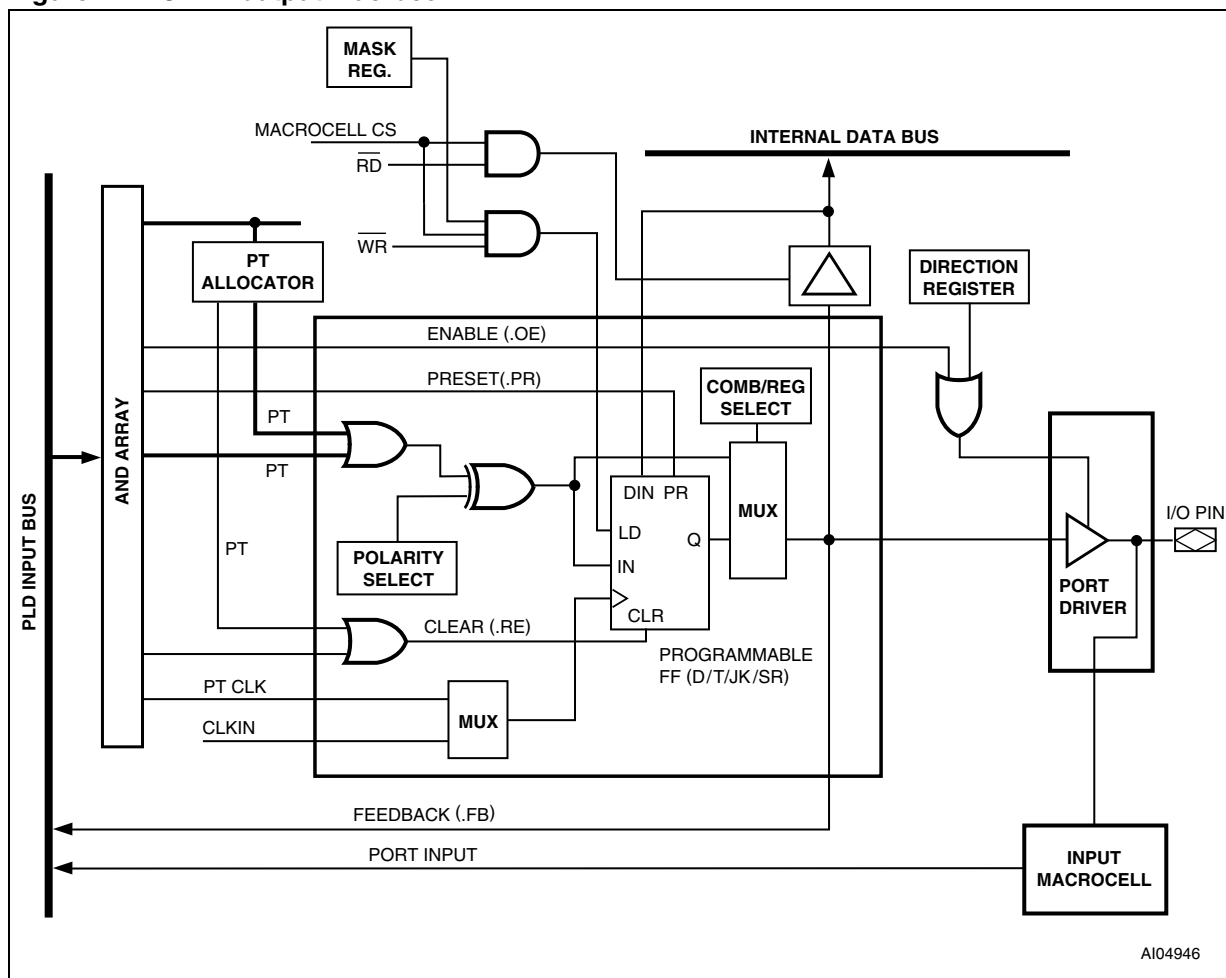 MASK
REG.
MACROCELL CS
INTERNAL DATA BUS
RD
WR
PT
ALLOCATOR
DIRECTION
REGISTER
ENABLE (.OE)
PRESET(.PR)
COMB/REG
SELECT
PT
PT
AND ARRAY
PLD INPUT BUS
DIN PR
MUX
I/O PIN
LD
Q
PT
POLARITY
SELECT
IN
PORT
DRIVER
CLR
CLEAR (.RE)
PROGRAMMABLE
FF (D/T/JK/SR)
PT CLK
MUX
CLKIN
FEEDBACK (.FB)
PORT INPUT
INPUT
MACROCELL
AI04946